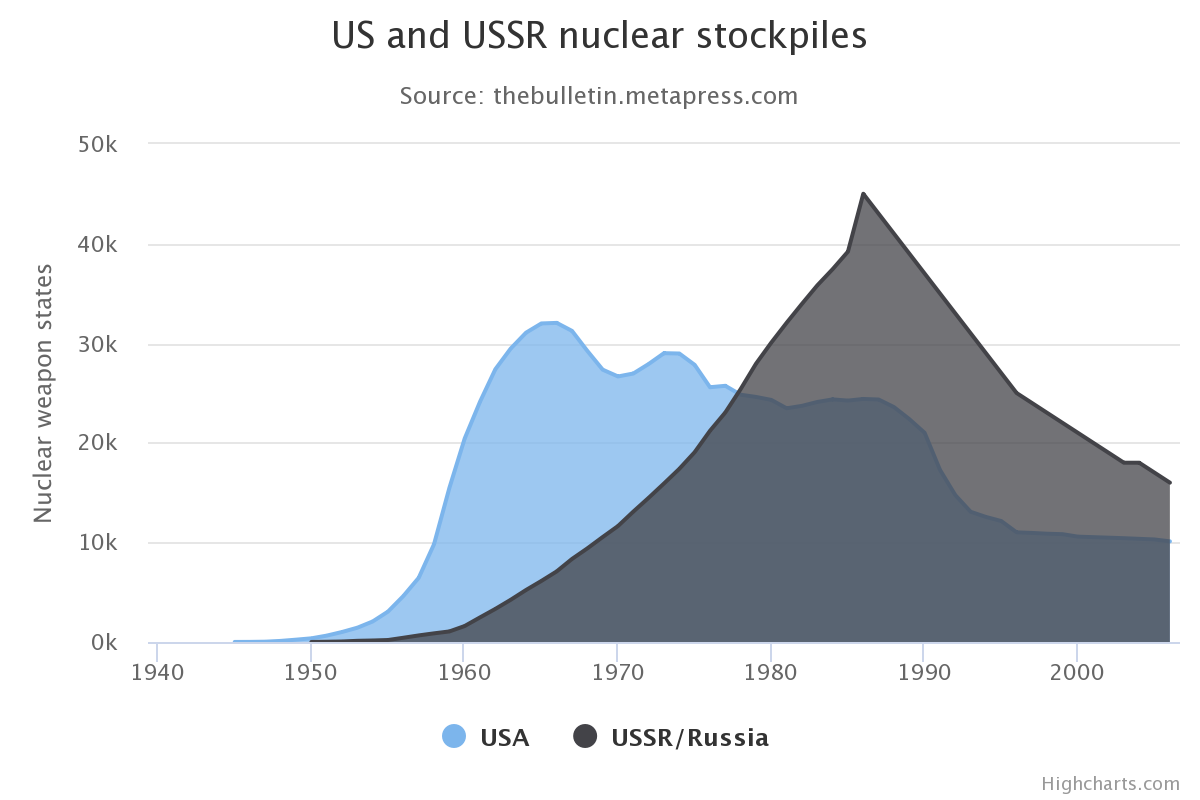 US and USSR nuclear stockpiles
Source: thebulletin.metapress.com
Nuclear weapon states
50k
40k
30k
20k
10k
0k
1940 1950 1960 1970 1980 1990 2000
USA USSR/Russia
Highcharts.com